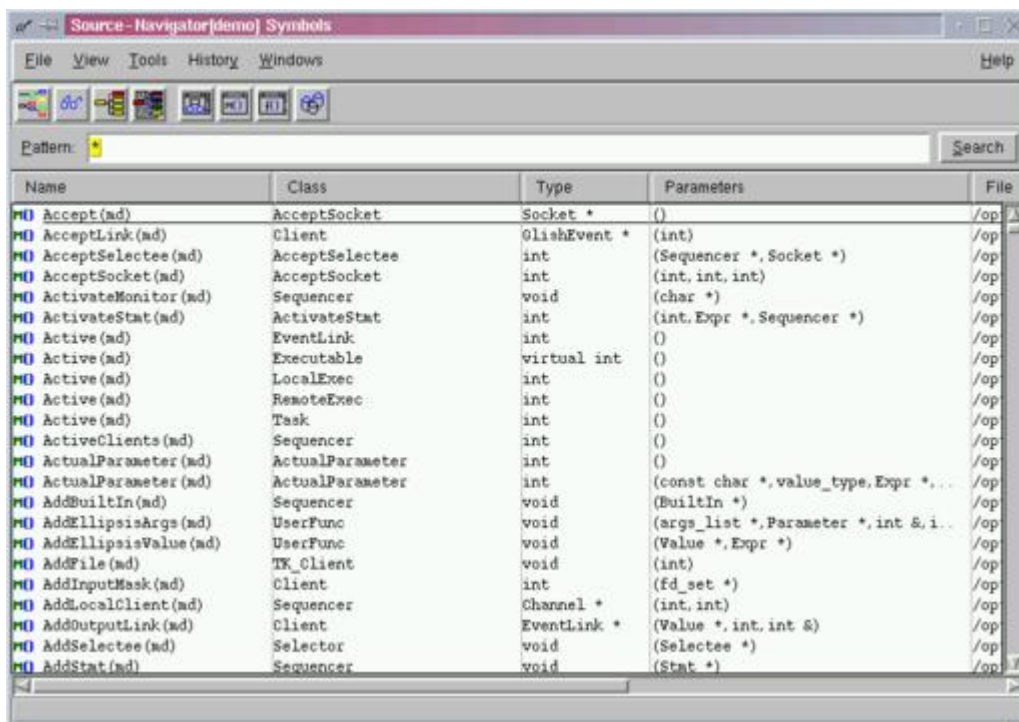 Source-Navigator[demo] Symbols
File View Tools History Windows Help
Pattern: * Search
Name Class Type Parameters File
Accept(md) AcceptSocket Socket * () /op
AcceptLink(md) Client GlishEvent * (int) /op
AcceptSelectee(md) AcceptSelectee int (Sequencer *,Socket *) /op
AcceptSocket(md) AcceptSocket int (int,int,int) /op
ActivateMonitor(md) Sequencer void (char *) /op
ActivateStmt(md) ActivateStmt int (int,Expr *,Sequencer *) /op
Active(md) EventLink int () /op
Active(md) Executable virtual int () /op
Active(md) LocalExec int () /op
Active(md) RemoteExec int () /op
Active(md) Task int () /op
ActiveClients(md) Sequencer int () /op
ActualParameter(md) ActualParameter int () /op
ActualParameter(md) ActualParameter int (const char *,value_type,Expr *,... /op
AddBuiltIn(md) Sequencer void (BuiltIn *) /op
AddEllipsisArgs(md) UserFunc void (args_list *,Parameter *,int &,i... /op
AddEllipsisValue(md) UserFunc void (Value *,Expr *) /op
AddFile(md) TK_Client void (int) /op
AddInputMask(md) Client int (fd_set *) /op
AddLocalClient(md) Sequencer Channel * (int,int) /op
AddOutputLink(md) Client EventLink * (Value *,int,int &) /op
AddSelectee(md) Selector void (Selectee *) /op
AddStmt(md) Sequencer void (Stmt *) /op